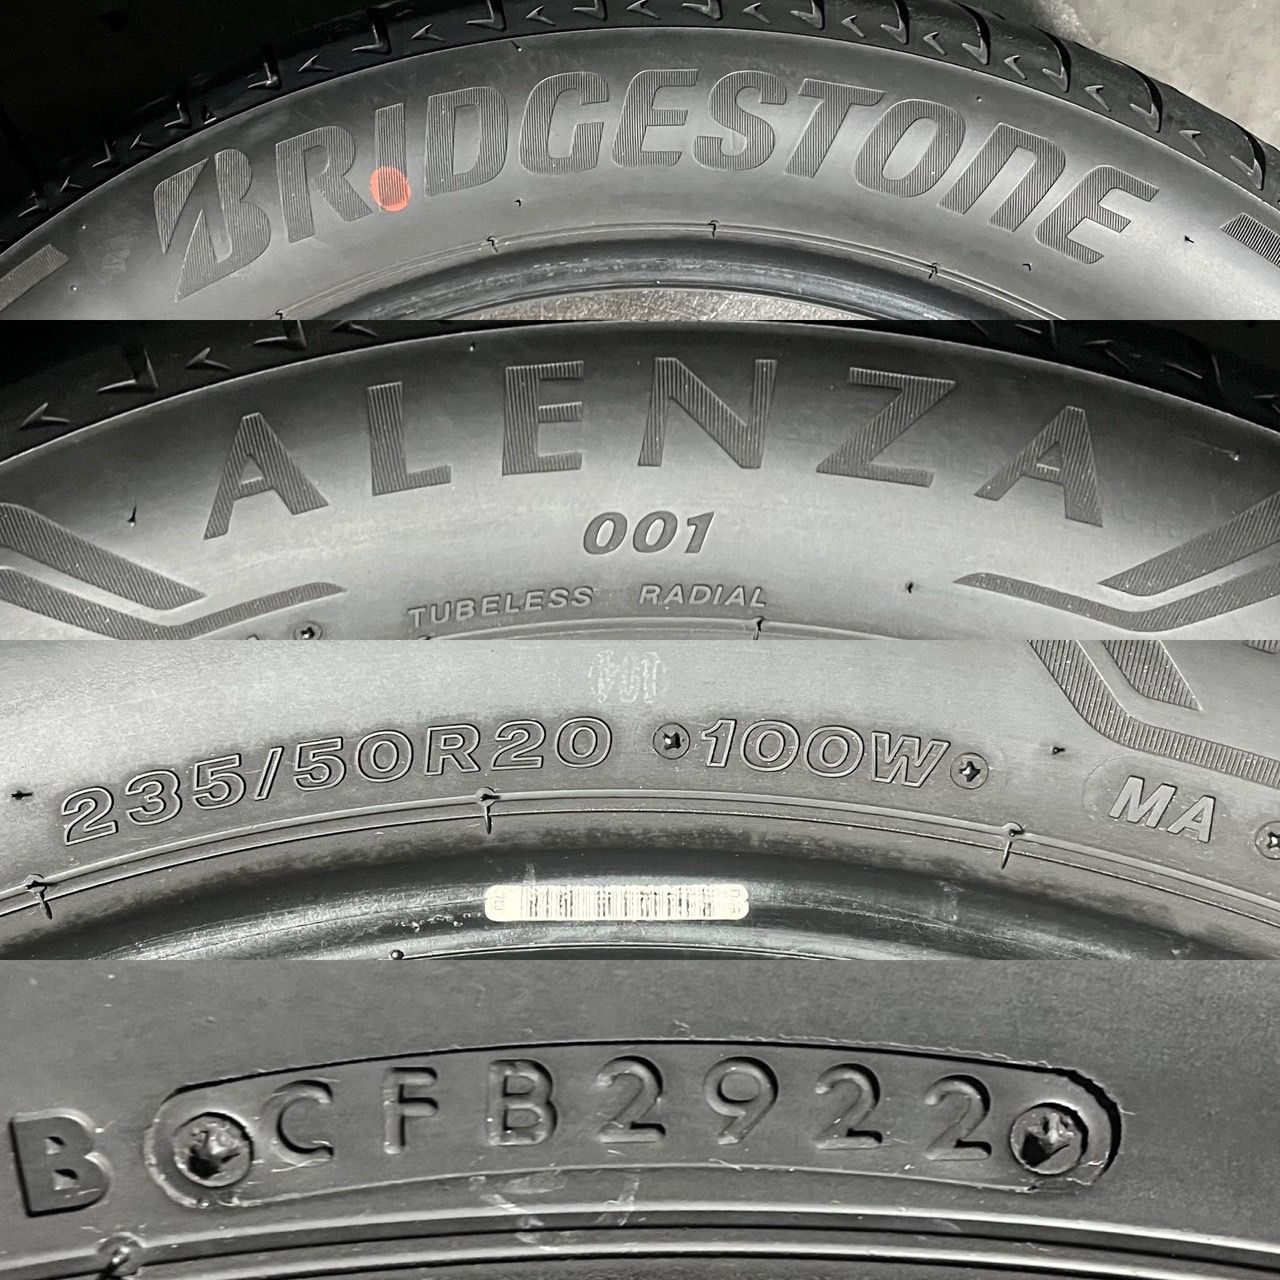 BRIDGESTONE
ALENZA
001
TUBELESS RADIAL
235/50R20 100W
MA
B CFB2922